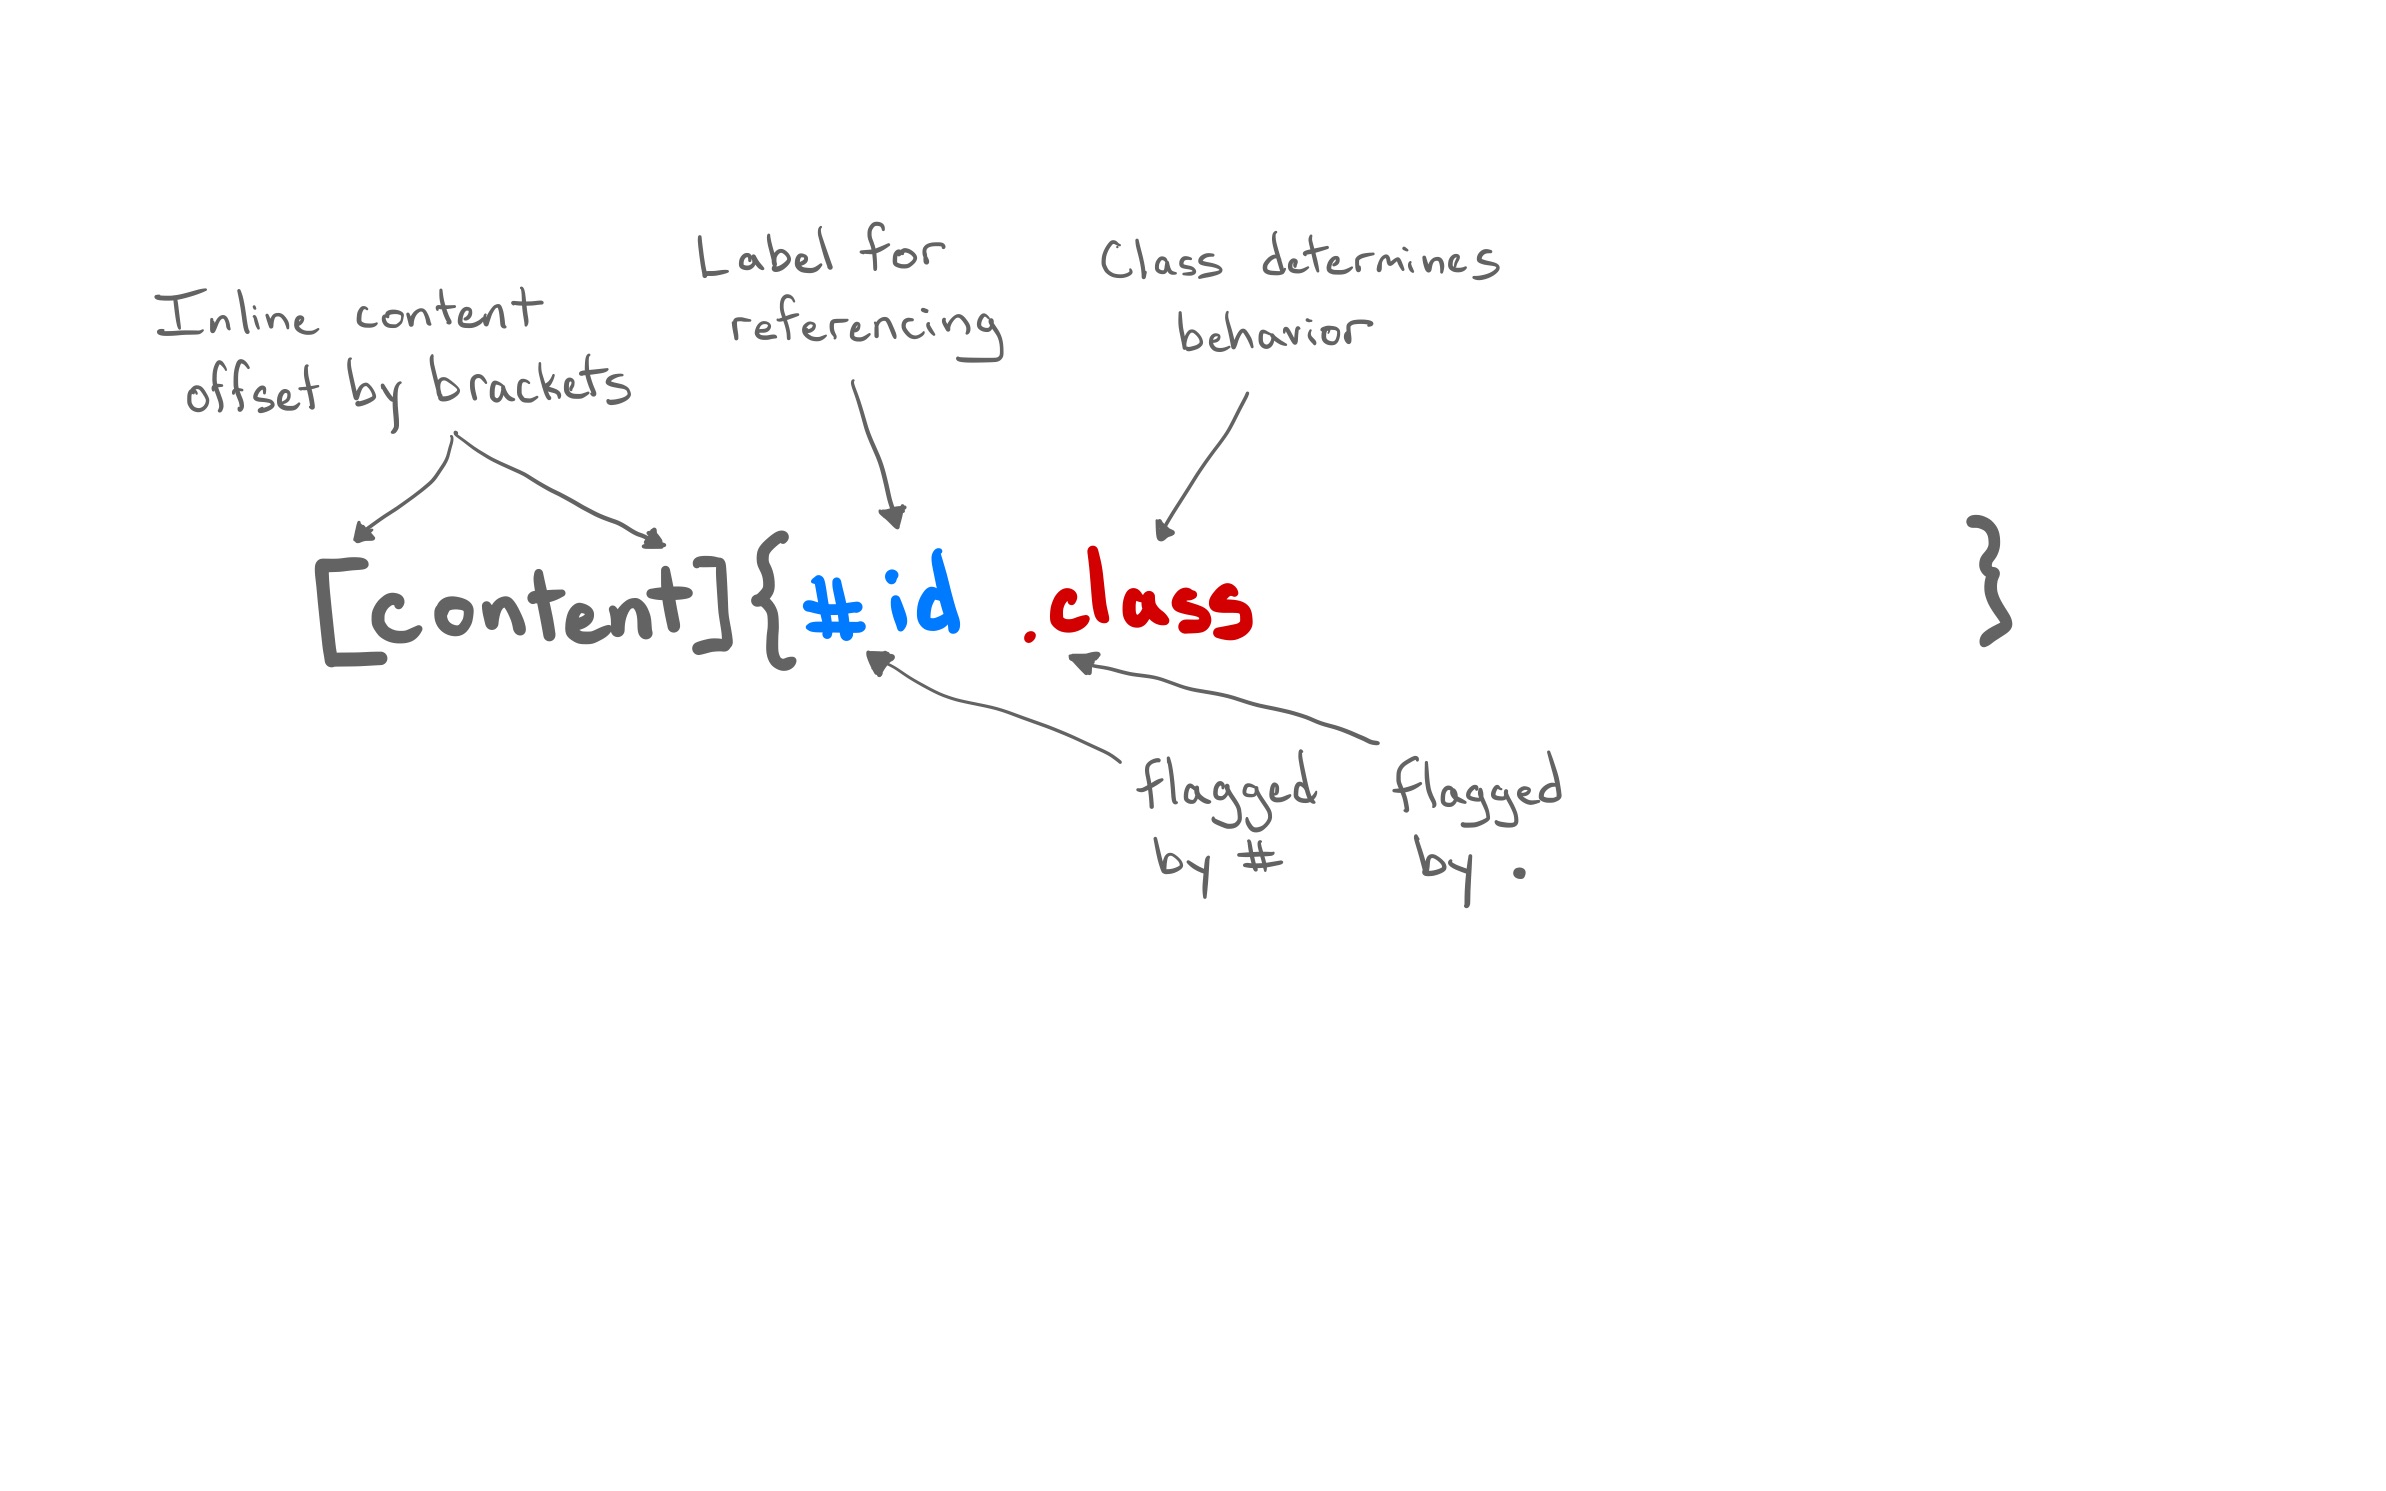 Inline content
offset by brackets
Label for
referencing
Class determines
behavior
[content]{#id .class }
flagged
by #
flagged
by .